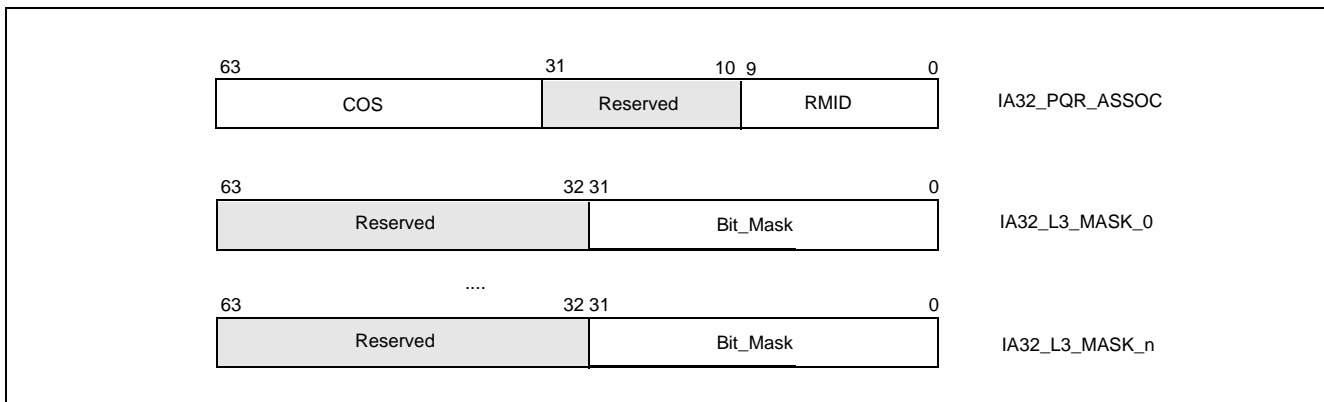 63 31 10 9 0
COS Reserved RMID IA32_PQR_ASSOC
63 32 31 0
Reserved Bit_Mask IA32_L3_MASK_0
....
63 32 31 0
Reserved Bit_Mask IA32_L3_MASK_n